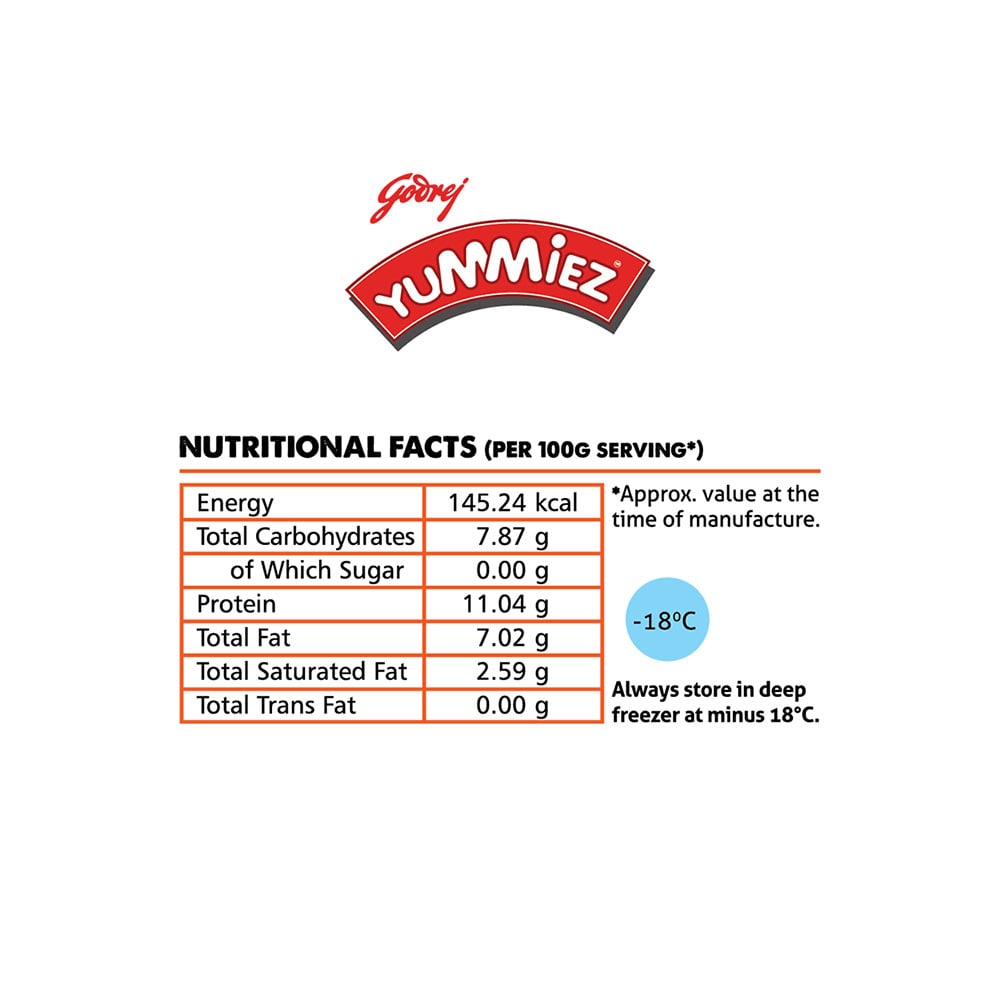 Godrej
YUMMiEZ™
NUTRITIONAL FACTS (PER 100G SERVING*)
Energy 145.24 kcal
Total Carbohydrates 7.87 g
of Which Sugar 0.00 g
Protein 11.04 g
Total Fat 7.02 g
Total Saturated Fat 2.59 g
Total Trans Fat 0.00 g
*Approx. value at the
time of manufacture.
-18⁰C
Always store in deep
freezer at minus 18°C.